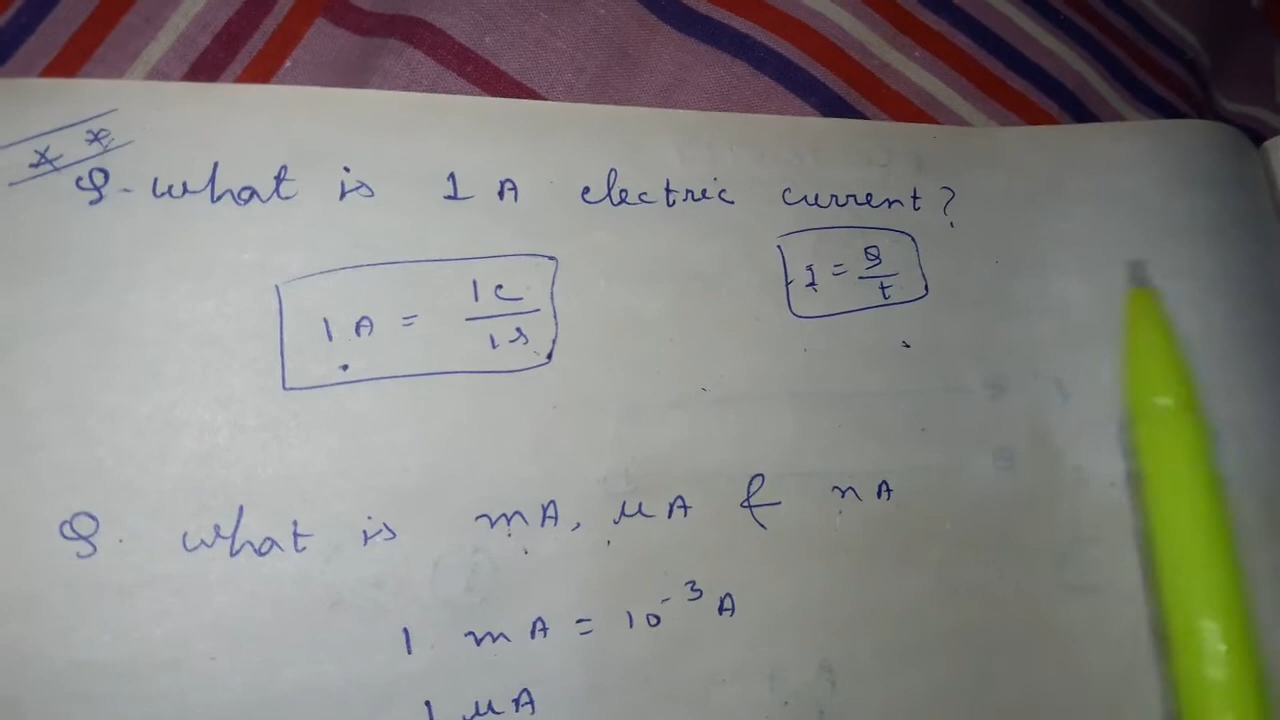 Q. What is 1 A electric current?
I = Q/t
1 A = 1C/1s
Q. What is mA, μA & nA
1 mA = 10⁻³ A
1 μA